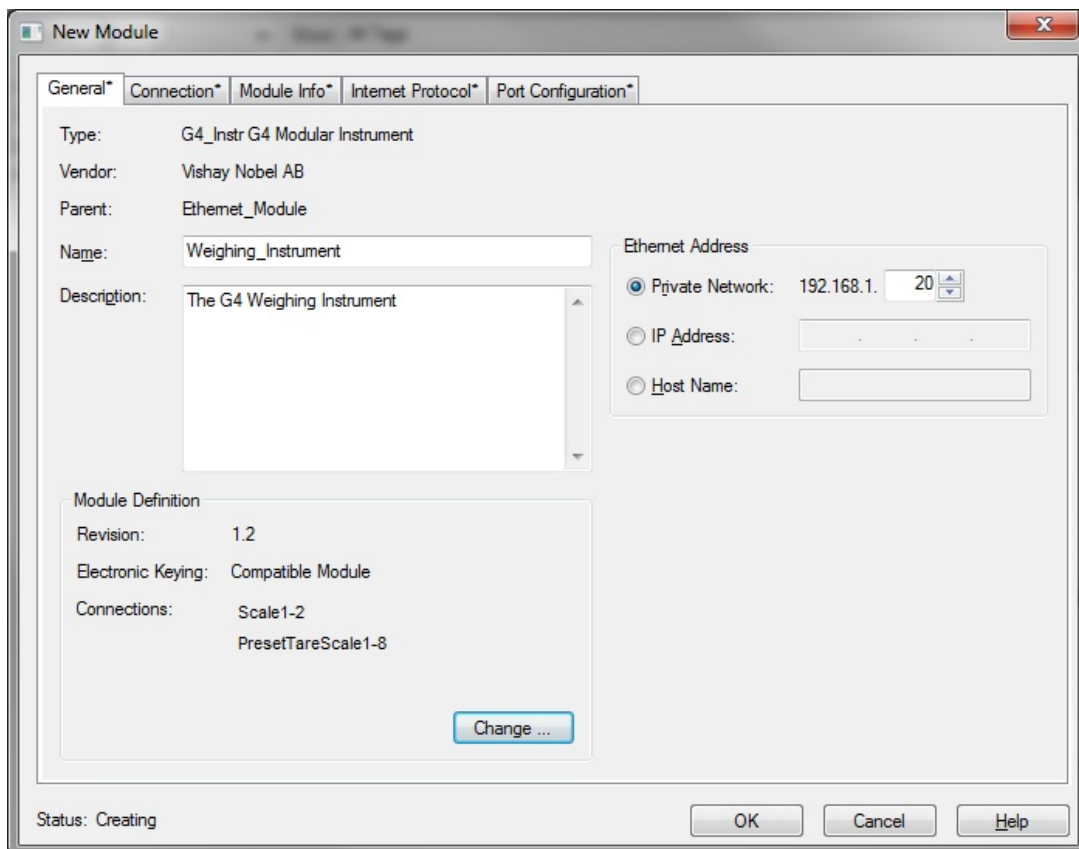 New Module
General* Connection* Module Info* Internet Protocol* Port Configuration*
Type: G4_Instr G4 Modular Instrument
Vendor: Vishay Nobel AB
Parent: Ethernet_Module
Name: Weighing_Instrument
Description: The G4 Weighing Instrument
Ethernet Address
Private Network: 192.168.1. 20
IP Address: . . .
Host Name:
Module Definition
Revision: 1.2
Electronic Keying: Compatible Module
Connections: Scale1-2
PresetTareScale1-8
Change ...
Status: Creating
OK Cancel Help